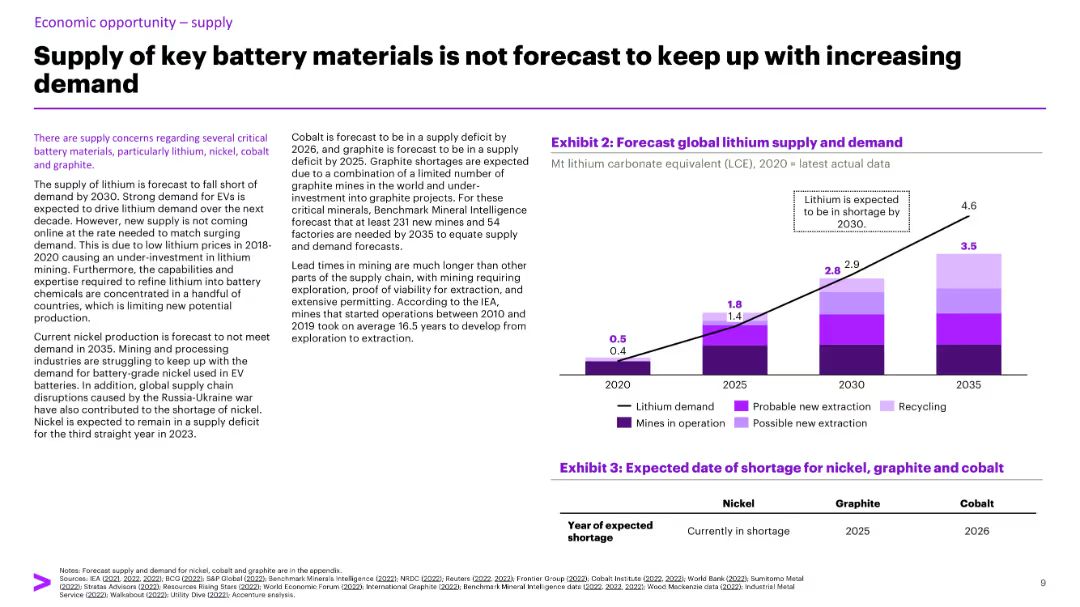 Economic opportunity – supply
Supply of key battery materials is not forecast to keep up with increasing
demand
There are supply concerns regarding several critical
battery materials, particularly lithium, nickel, cobalt
and graphite.
The supply of lithium is forecast to fall short of
demand by 2030. Strong demand for EVs is
expected to drive lithium demand over the next
decade. However, new supply is not coming
online at the rate needed to match surging
demand. This is due to low lithium prices in 2018-
2020 causing an under-investment in lithium
mining. Furthermore, the capabilities and
expertise required to refine lithium into battery
chemicals are concentrated in a handful of
countries, which is limiting new potential
production.
Current nickel production is forecast to not meet
demand in 2035. Mining and processing
industries are struggling to keep up with the
demand for battery-grade nickel used in EV
batteries. In addition, global supply chain
disruptions caused by the Russia-Ukraine war
have also contributed to the shortage of nickel.
Nickel is expected to remain in a supply deficit
for the third straight year in 2023.
Cobalt is forecast to be in a supply deficit by
2026, and graphite is forecast to be in a supply
deficit by 2025. Graphite shortages are expected
due to a combination of a limited number of
graphite mines in the world and under-
investment into graphite projects. For these
critical minerals, Benchmark Mineral Intelligence
forecast that at least 231 new mines and 54
factories are needed by 2035 to equate supply
and demand forecasts.
Lead times in mining are much longer than other
parts of the supply chain, with mining requiring
exploration, proof of viability for extraction, and
extensive permitting. According to the IEA,
mines that started operations between 2010 and
2019 took on average 16.5 years to develop from
exploration to extraction.
Exhibit 2: Forecast global lithium supply and demand
Mt lithium carbonate equivalent (LCE), 2020 = latest actual data
Lithium is expected
to be in shortage by
2030.
4.6
3.5
2.8 2.9
1.8
1.4
0.5
0.4
2020 2025 2030 2035
Lithium demand Probable new extraction Recycling
Mines in operation Possible new extraction
Exhibit 3: Expected date of shortage for nickel, graphite and cobalt
Nickel Graphite Cobalt
Year of expected
shortage
Currently in shortage 2025 2026
Notes: Forecast supply and demand for nickel, cobalt and graphite are in the appendix.
Sources: IEA (2021, 2022, 2022); BCG (2022); S&P Global (2022); Benchmark Minerals Intelligence (2022); NRDC (2022); Reuters (2022, 2022); Frontier Group (2022); Cobalt Institute (2022, 2022); World Bank (2022); Sumitomo Metal
(2022); Stratas Advisors (2022); Resources Rising Stars (2022); World Economic Forum (2022); International Graphite (2022); Benchmark Mineral Intelligence data (2022, 2022, 2022); Wood Mackenzie data (2022); Industrial Metal
Service (2022); Walkabout (2022); Utility Dive (2022); Accenture analysis.
9